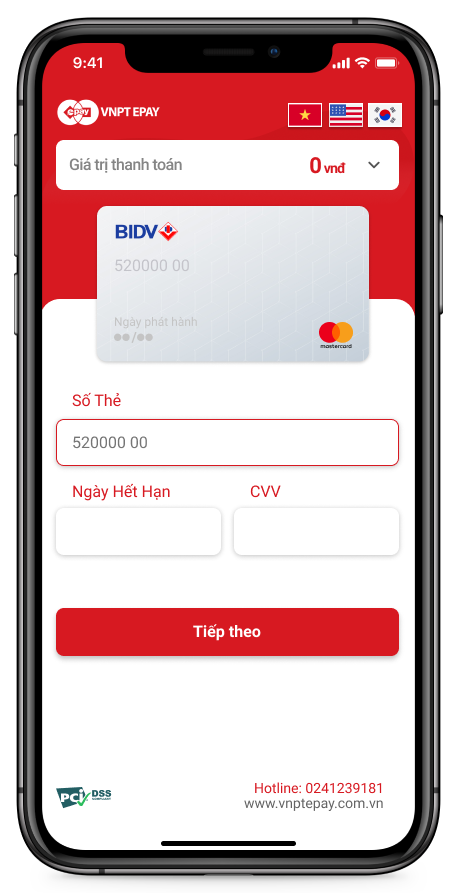 9:41
epay VNPT EPAY
Giá trị thanh toán 0 vnđ
BIDV
520000 00
Ngày phát hành
●●/●●
mastercard
Số Thẻ
520000 00
Ngày Hết Hạn CVV
Tiếp theo
PCI DSS
COMPLIANT
Hotline: 0241239181
www.vnptepay.com.vn